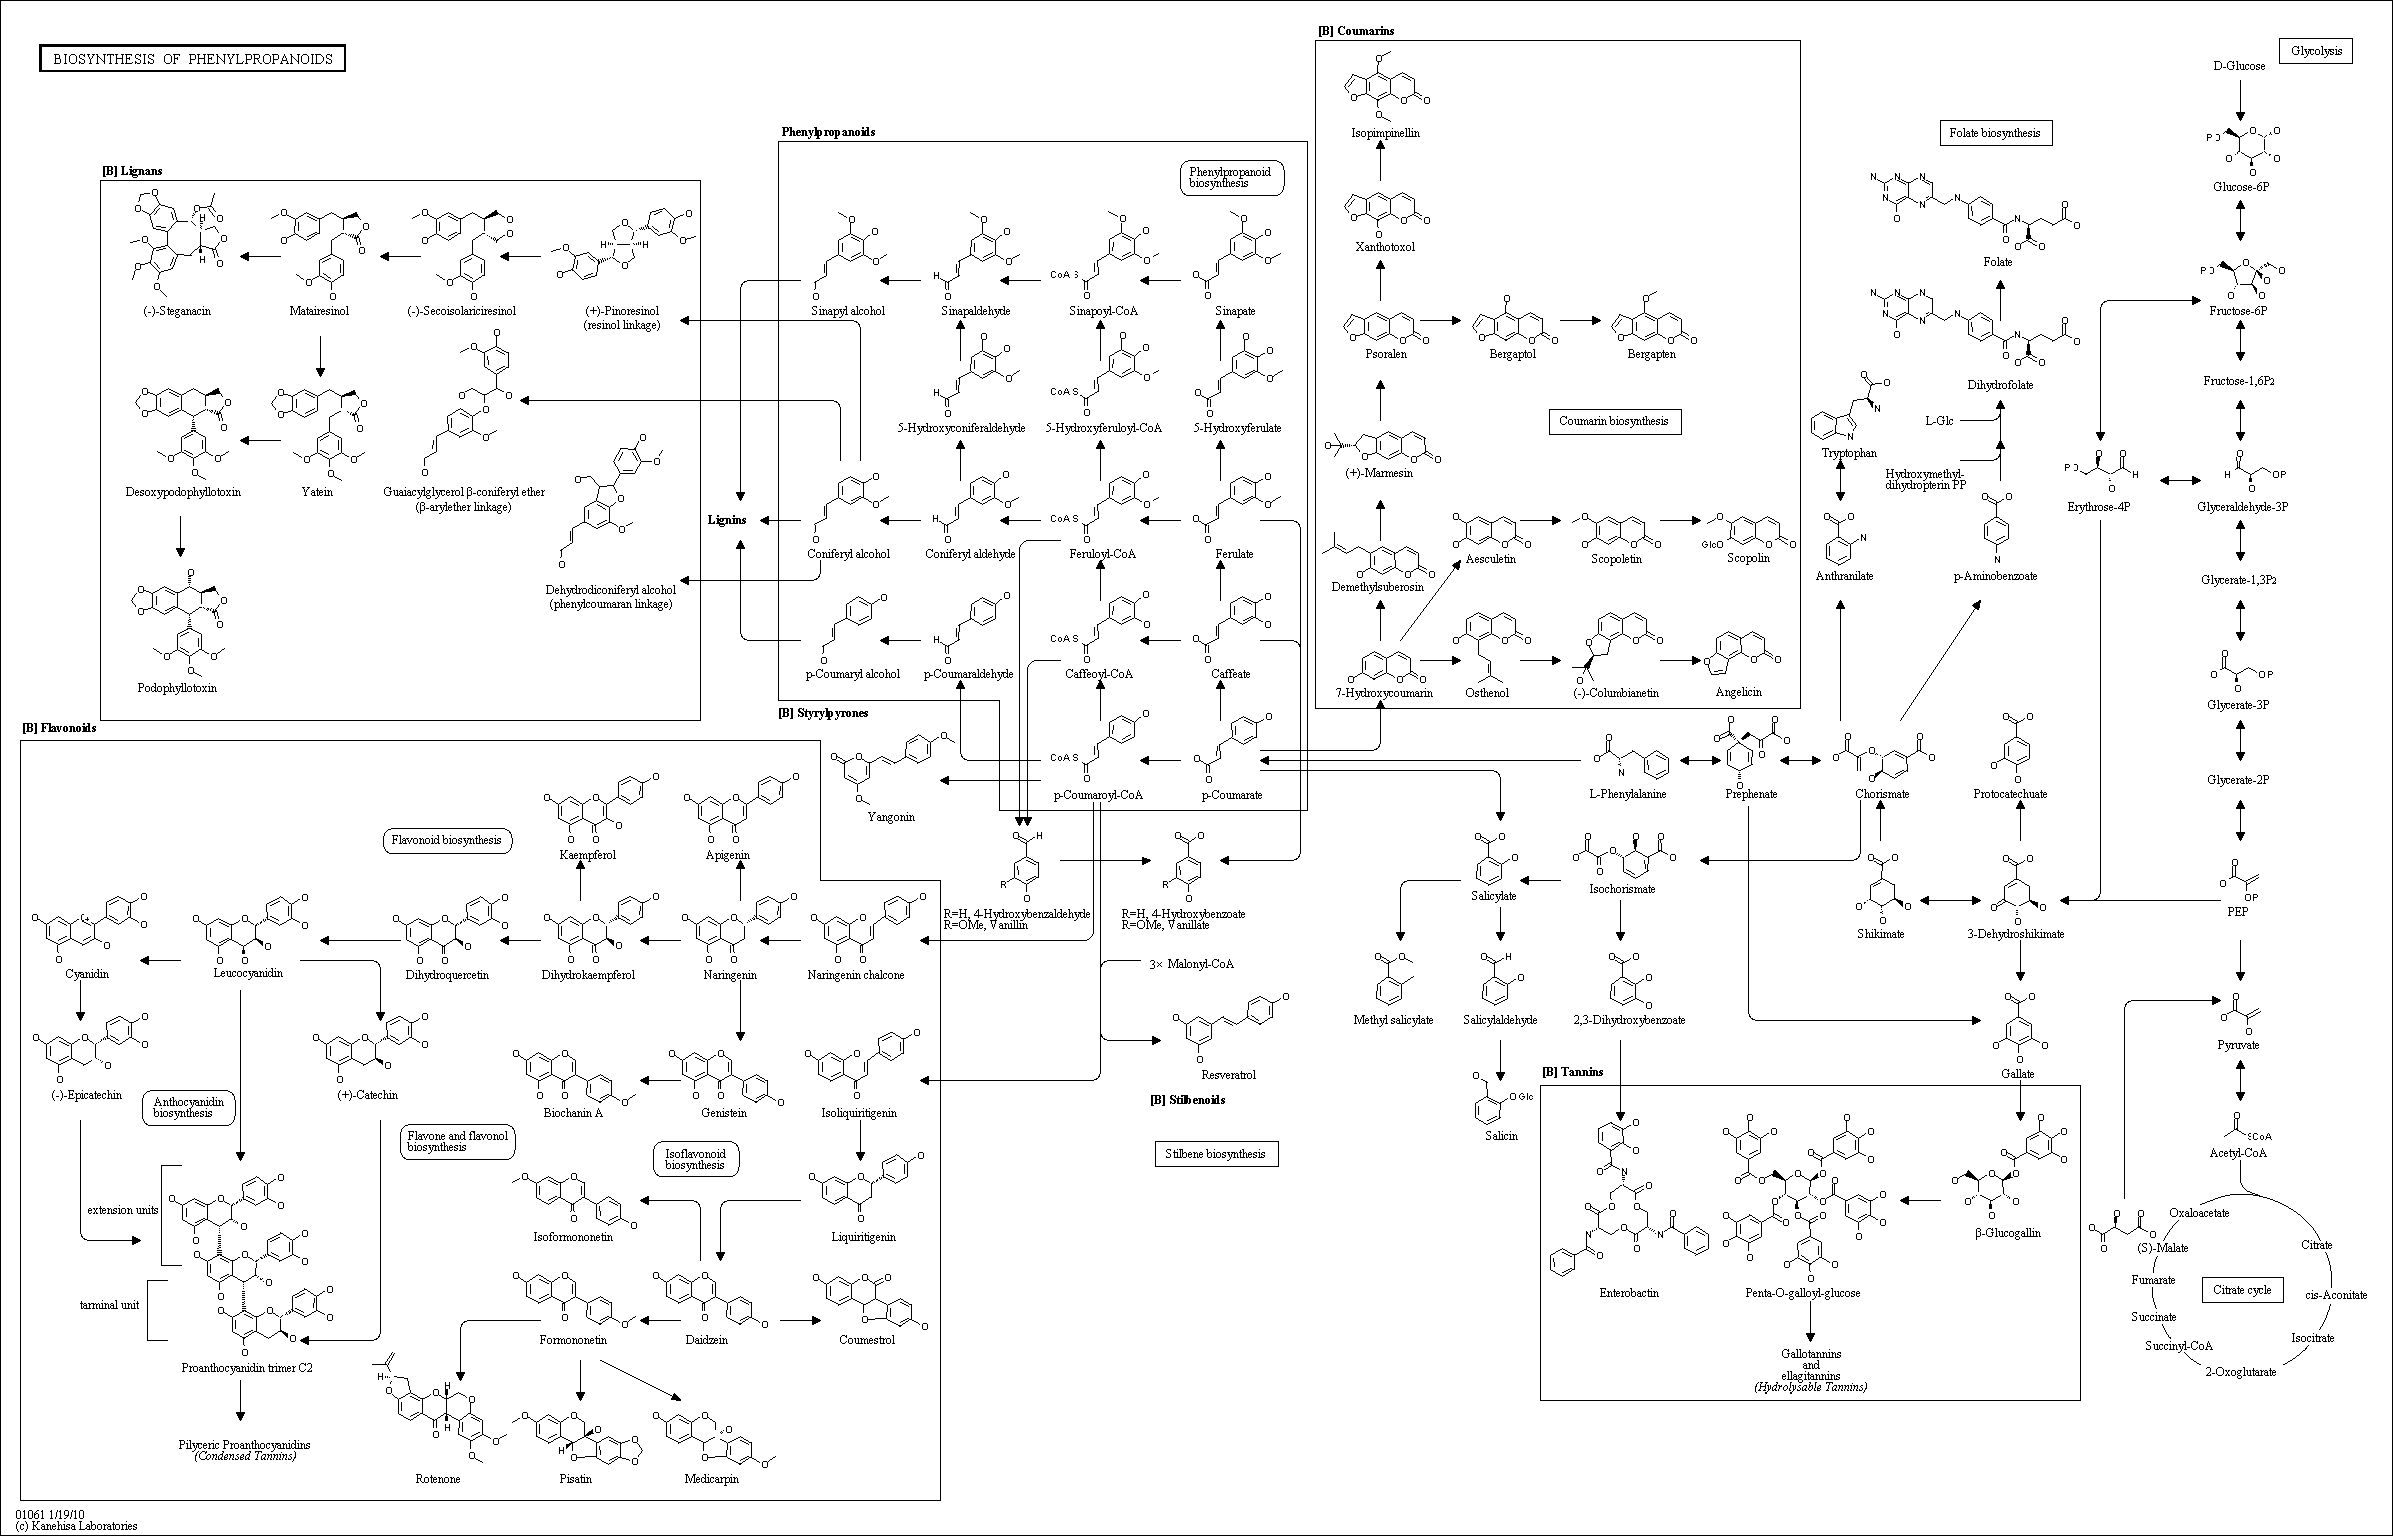 BIOSYNTHESIS OF PHENYLPROPANOIDS
[B] Lignans
(-)-Steganacin
Matairesinol
(-)-Secoisolariciresinol
(+)-Pinoresinol
(resinol linkage)
Desoxypodophyllotoxin
Yatein
Guaiacylglycerol β-coniferyl ether
(β-arylether linkage)
Dehydrodiconiferyl alcohol
(phenylcoumaran linkage)
Podophyllotoxin
Lignins
Phenylpropanoids
Phenylpropanoid
biosynthesis
Sinapyl alcohol
Sinapaldehyde
Sinapoyl-CoA
Sinapate
5-Hydroxyconiferaldehyde
5-Hydroxyferuloyl-CoA
5-Hydroxyferulate
Coniferyl alcohol
Coniferyl aldehyde
Feruloyl-CoA
Ferulate
p-Coumaryl alcohol
p-Coumaraldehyde
Caffeoyl-CoA
Caffeate
p-Coumaroyl-CoA
p-Coumarate
[B] Styrylpyrones
Yangonin
R=H, 4-Hydroxybenzaldehyde
R=OMe, Vanillin
R=H, 4-Hydroxybenzoate
R=OMe, Vanillate
3× Malonyl-CoA
Resveratrol
[B] Stilbenoids
Stilbene biosynthesis
[B] Coumarins
Isopimpinellin
Xanthotoxol
Psoralen
Bergaptol
Bergapten
Coumarin biosynthesis
(+)-Marmesin
Demethylsuberosin
Aesculetin
Scopoletin
Scopolin
7-Hydroxycoumarin
Osthenol
(-)-Columbianetin
Angelicin
Folate biosynthesis
Folate
Dihydrofolate
L-Glc
Hydroxymethyl-
dihydropterin PP
p-Aminobenzoate
Tryptophan
Anthranilate
L-Phenylalanine
Prephenate
Chorismate
Protocatechuate
Isochorismate
Shikimate
3-Dehydroshikimate
Salicylate
Methyl salicylate
Salicylaldehyde
2,3-Dihydroxybenzoate
Salicin
Gallate
[B] Tannins
Enterobactin
Penta-O-galloyl-glucose
β-Glucogallin
Gallotannins
and
ellagitannins
(Hydrolysable Tannins)
Glycolysis
D-Glucose
Glucose-6P
Fructose-6P
Fructose-1,6P2
Erythrose-4P
Glyceraldehyde-3P
Glycerate-1,3P2
Glycerate-3P
Glycerate-2P
PEP
Pyruvate
Acetyl-CoA
Oxaloacetate
(S)-Malate
Fumarate
Succinate
Succinyl-CoA
2-Oxoglutarate
Isocitrate
cis-Aconitate
Citrate
Citrate cycle
[B] Flavonoids
Flavonoid biosynthesis
Kaempferol
Apigenin
Cyanidin
Leucocyanidin
Dihydroquercetin
Dihydrokaempferol
Naringenin
Naringenin chalcone
(-)-Epicatechin
(+)-Catechin
Anthocyanidin
biosynthesis
Flavone and flavonol
biosynthesis
Biochanin A
Genistein
Isoliquiritigenin
Isoflavonoid
biosynthesis
extension units
tarminal unit
Isoformononetin
Liquiritigenin
Formononetin
Daidzein
Coumestrol
Proanthocyanidin trimer C2
Pilyceric Proanthocyanidins
(Condensed Tannins)
Rotenone
Pisatin
Medicarpin
01061 1/19/10
(c) Kanehisa Laboratories